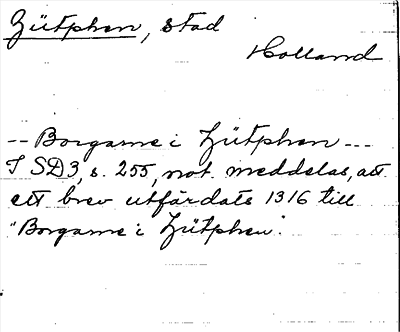 Zütphen, stad
Holland
-- Borgarne i Zütphen ---
I SD3, s. 255, not. meddelas, att
ett brev utfärdats 1316 till
"Borgarne i Zütphen".